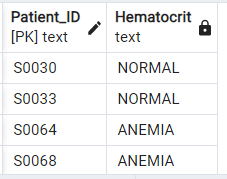 Patient_ID Hematocrit
[PK] text text
S0030 NORMAL
S0033 NORMAL
S0064 ANEMIA
S0068 ANEMIA